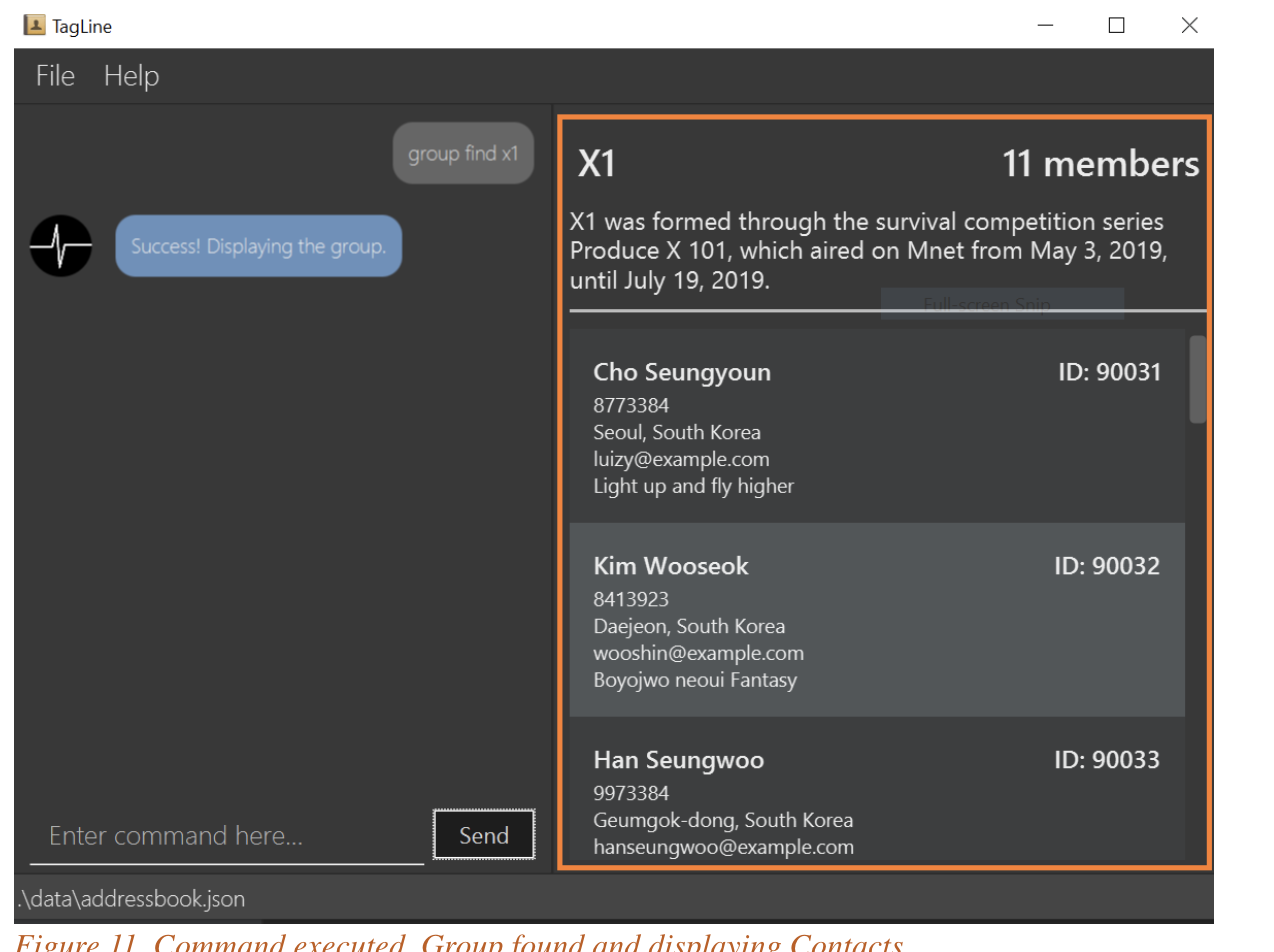 TagLine
File Help
group find x1
Success! Displaying the group.
X1 11 members
X1 was formed through the survival competition series
Produce X 101, which aired on Mnet from May 3, 2019,
until July 19, 2019.
Full-screen Snip
Cho Seungyoun ID: 90031
8773384
Seoul, South Korea
luizy@example.com
Light up and fly higher
Kim Wooseok ID: 90032
8413923
Daejeon, South Korea
wooshin@example.com
Boyojwo neoui Fantasy
Han Seungwoo ID: 90033
9973384
Geumgok-dong, South Korea
hanseungwoo@example.com
Enter command here...
Send
.\data\addressbook.json
Figure 11. Command executed. Group found and displaying Contacts